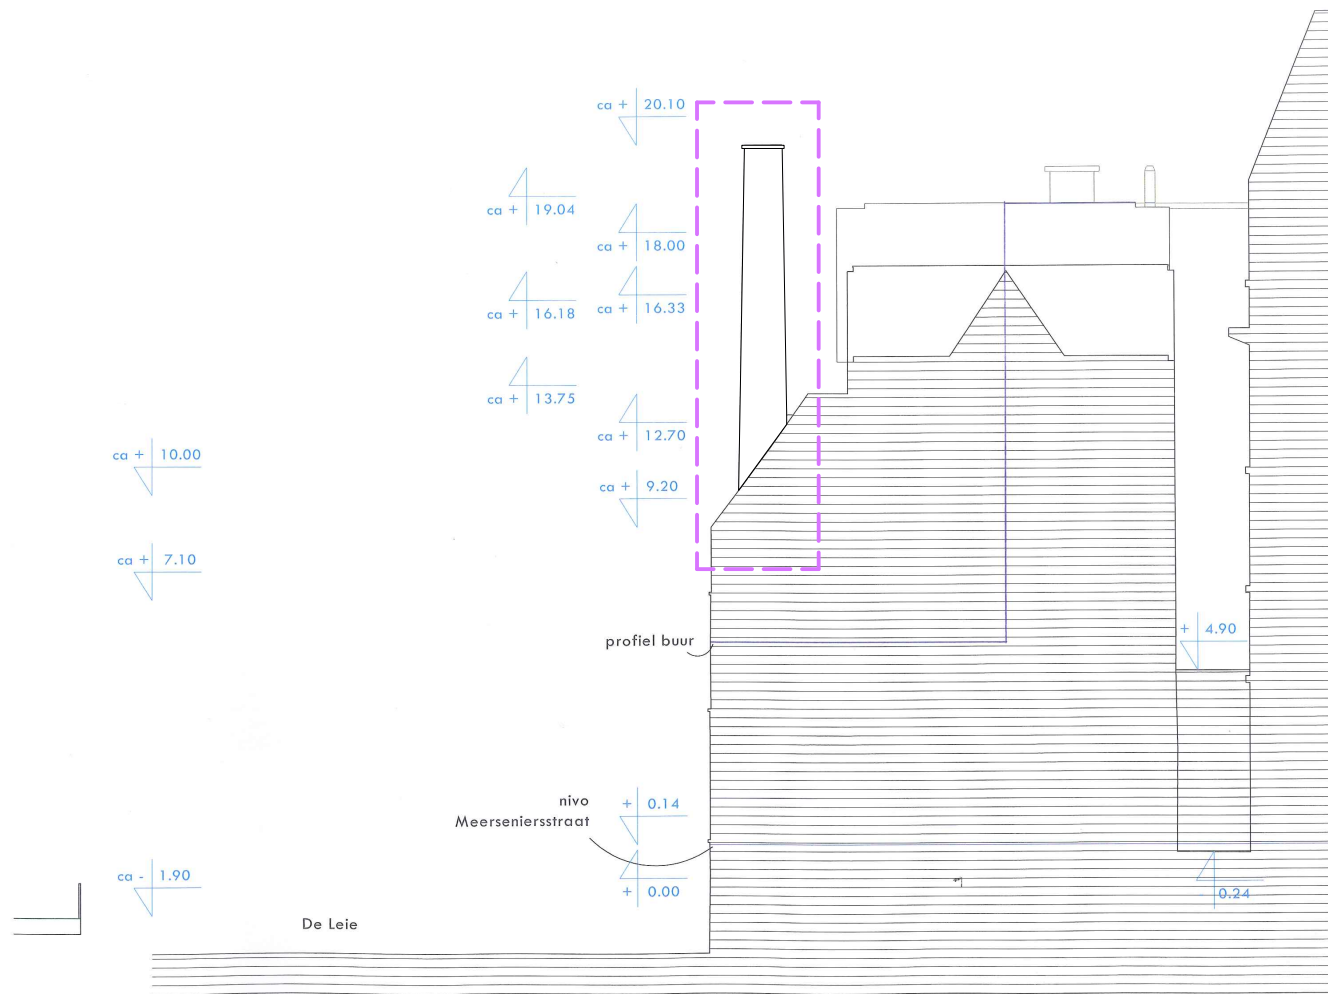 ca + 20.10
ca + 19.04
ca + 18.00
ca + 16.18
ca + 16.33
ca + 13.75
ca + 12.70
ca + 10.00
ca + 9.20
ca + 7.10
+ 4.90
profiel buur
nivo
Meerseniersstraat
+ 0.14
ca - 1.90
+ 0.00
0.24
De Leie